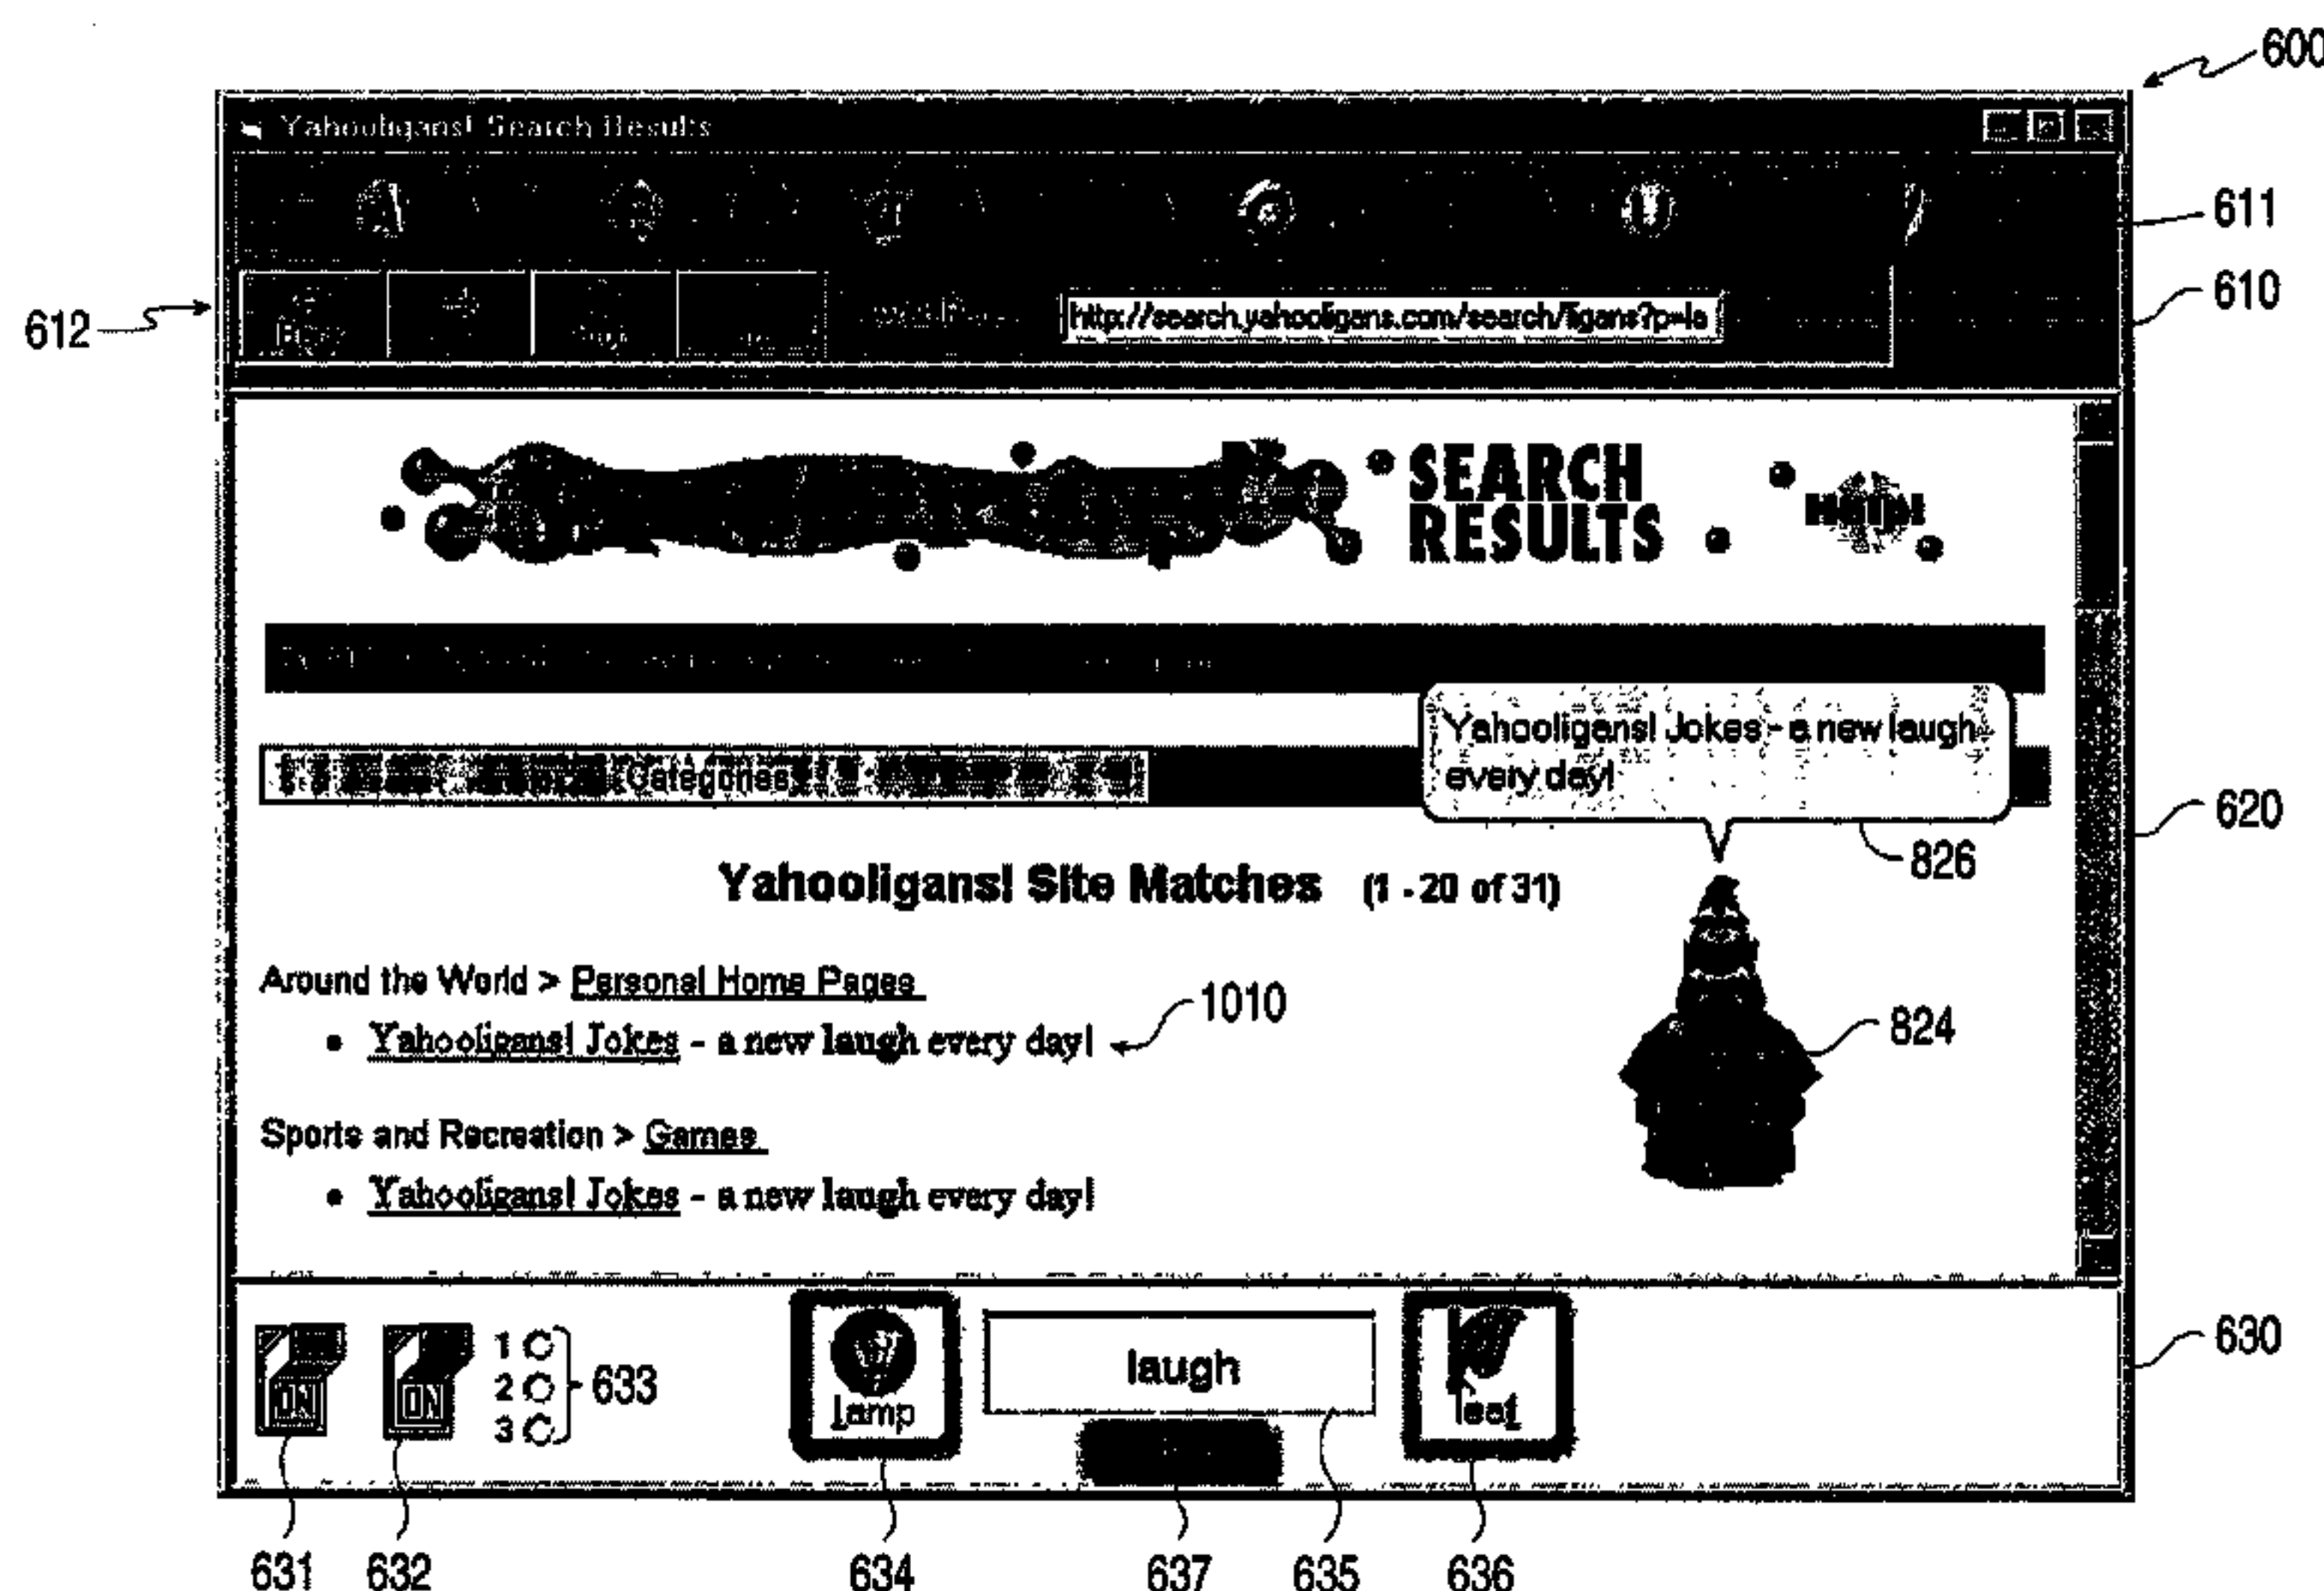 600
Yahooligans! Search Results
611
610
612
http://search.yahooligans.com/search/ligans?p=la
SEARCH
RESULTS
Help!
Yahooligans! Jokes - a new laugh
every day!
Categories
620
826
Yahooligans! Site Matches (1 - 20 of 31)
Around the World > Personal Home Pages
1010
• Yahooligans! Jokes - a new laugh every day!
824
Sports and Recreation > Games
• Yahooligans! Jokes - a new laugh every day!
630
ON
ON
1
2
3
633
lamp
laugh
leaf
631 632 634 637 635 636